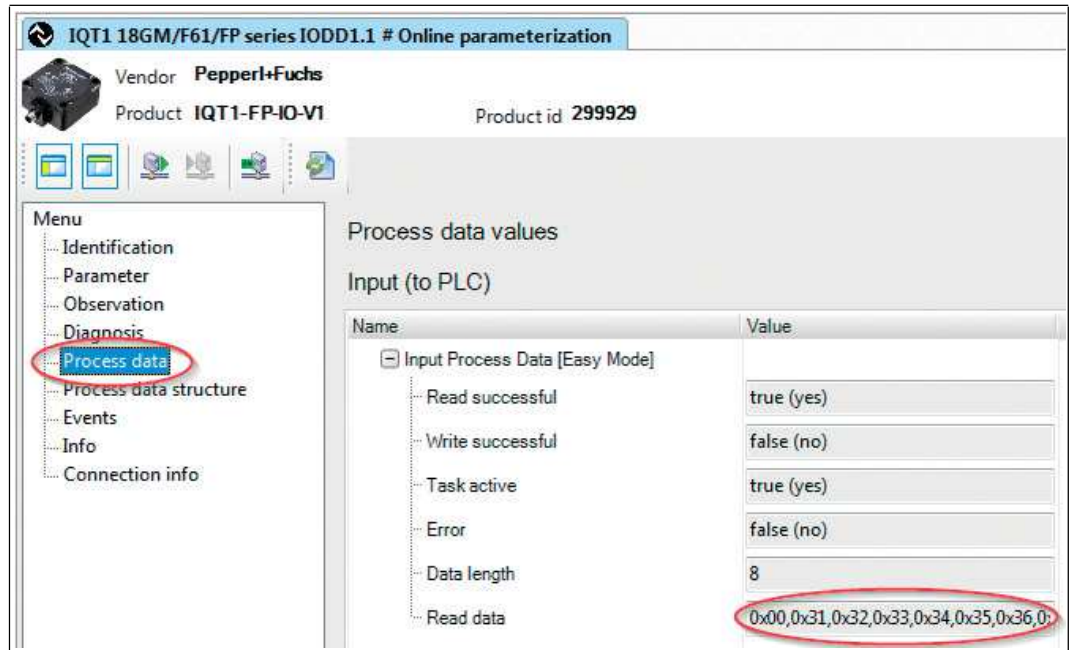 IQT1 18GM/F61/FP series IODD1.1 # Online parameterization
Vendor Pepperl+Fuchs
Product IQT1-FP-IO-V1 Product id 299929
Menu
Identification
Parameter
Observation
Diagnosis
Process data
Process data structure
Events
Info
Connection info
Process data values
Input (to PLC)
Name Value
Input Process Data [Easy Mode]
Read successful true (yes)
Write successful false (no)
Task active true (yes)
Error false (no)
Data length 8
Read data 0x00,0x31,0x32,0x33,0x34,0x35,0x36,